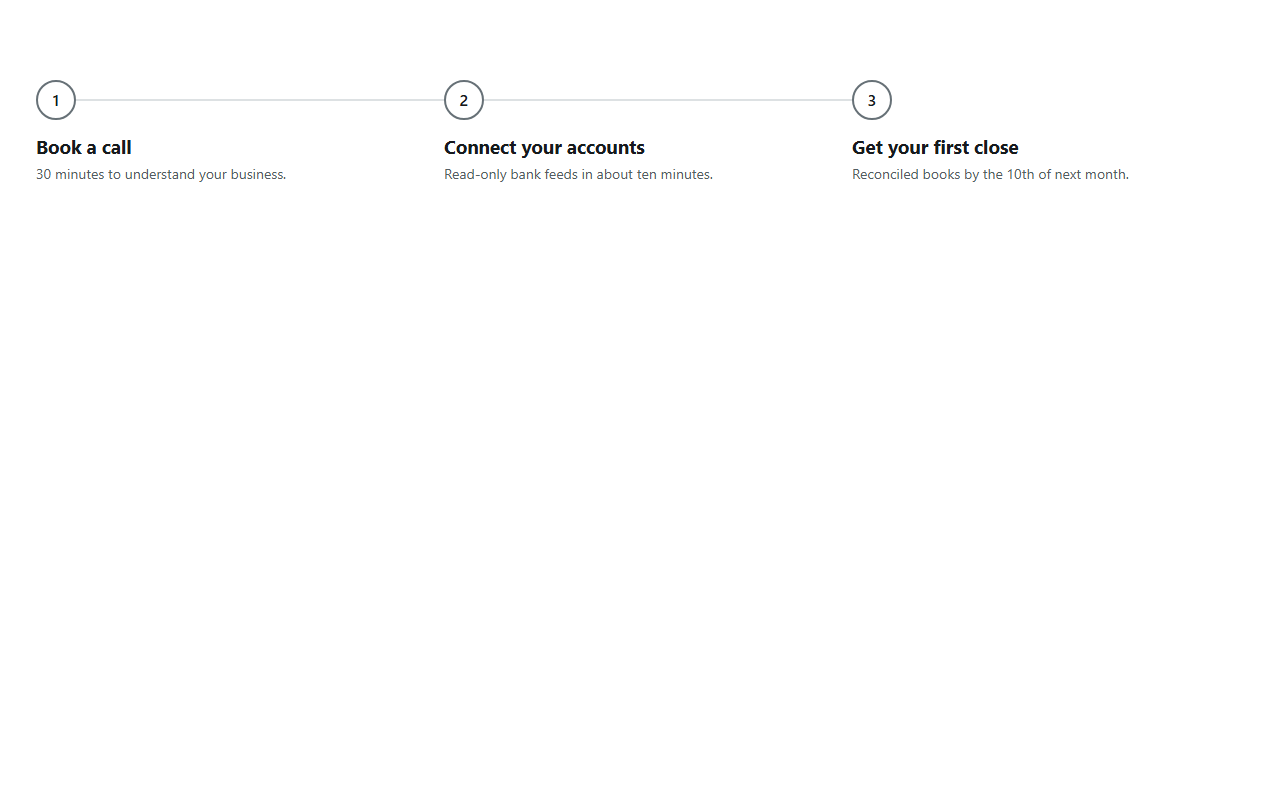 1
2
3
Book a call
Connect your accounts
Get your first close
30 minutes to understand your business.
Read-only bank feeds in about ten minutes.
Reconciled books by the 10th of next month.